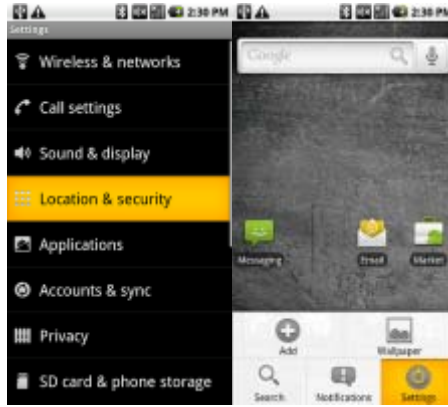 2:30 PM
Settings
Wireless & networks
Call settings
Sound & display
Location & security
Applications
Accounts & sync
Privacy
SD card & phone storage
2:30 PM
Google
Messaging
Email
Market
Add
Wallpaper
Search
Notifications
Settings